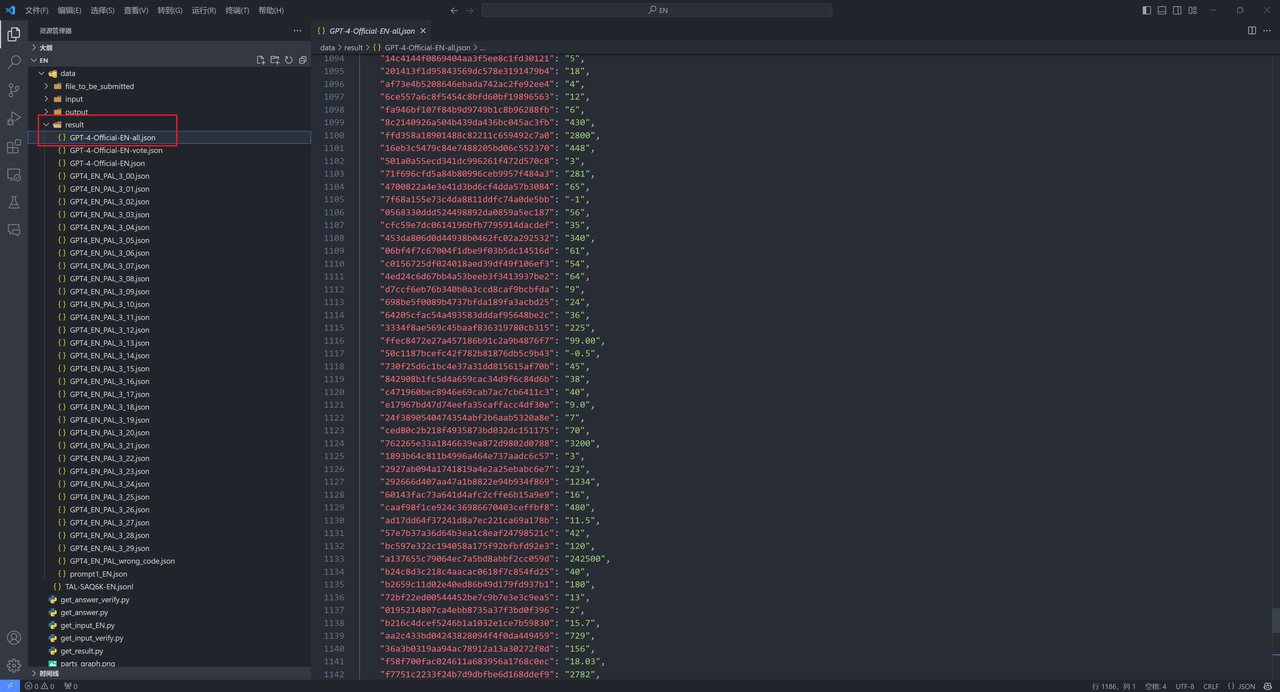 文件(F) 编辑(E) 选择(S) 查看(V) 转到(G) 运行(R) 终端(T) 帮助(H)
EN
资源管理器
大纲
EN
data
file_to_be_submitted
input
output
result
GPT-4-Official-EN-all.json
GPT-4-Official-EN-vote.json
GPT-4-Official-EN.json
GPT4_EN_PAL_3_00.json
GPT4_EN_PAL_3_01.json
GPT4_EN_PAL_3_02.json
GPT4_EN_PAL_3_03.json
GPT4_EN_PAL_3_04.json
GPT4_EN_PAL_3_05.json
GPT4_EN_PAL_3_06.json
GPT4_EN_PAL_3_07.json
GPT4_EN_PAL_3_08.json
GPT4_EN_PAL_3_09.json
GPT4_EN_PAL_3_10.json
GPT4_EN_PAL_3_11.json
GPT4_EN_PAL_3_12.json
GPT4_EN_PAL_3_13.json
GPT4_EN_PAL_3_14.json
GPT4_EN_PAL_3_15.json
GPT4_EN_PAL_3_16.json
GPT4_EN_PAL_3_17.json
GPT4_EN_PAL_3_18.json
GPT4_EN_PAL_3_19.json
GPT4_EN_PAL_3_20.json
GPT4_EN_PAL_3_21.json
GPT4_EN_PAL_3_22.json
GPT4_EN_PAL_3_23.json
GPT4_EN_PAL_3_24.json
GPT4_EN_PAL_3_25.json
GPT4_EN_PAL_3_26.json
GPT4_EN_PAL_3_27.json
GPT4_EN_PAL_3_28.json
GPT4_EN_PAL_3_29.json
GPT4_EN_PAL_wrong_code.json
prompt1_EN.json
TAL-SAQ6K-EN.jsonl
get_answer_verify.py
get_answer.py
get_input_EN.py
get_input_verify.py
get_result.py
parts_graph.png
时间线
GPT-4-Official-EN-all.json
data > result > {} GPT-4-Official-EN-all.json > ...
1094 "14c4144f0869404aa3f5ee8c1fd30121": "5",
1095 "201413f1d95843569dc578e3191479b4": "18",
1096 "af73e4b5208646ebada742ac2fe92ee4": "4",
1097 "6ce557a6c8f5454c8bfd60bf19896563": "12",
1098 "fa946bf107f84b9d9749b1c8b96288fb": "6",
1099 "8c2140926a504b439da436bc045ac3fb": "430",
1100 "ffd358a18901488c82211c659492c7a0": "2800",
1101 "16eb3c5479c84e7488205bd06c552370": "448",
1102 "501a0a55ecd341dc996261f472d570c8": "3",
1103 "71f696cfd5a84b80996ceb9957f484a3": "281",
1104 "4700822a4e3e41d3bd6cf4dda57b3084": "65",
1105 "7f68a155e73c4da8811ddfc74a0de5bb": "-1",
1106 "0568330ddd524498892da0859a5ec187": "56",
1107 "cfc59e7dc0614196bfb7795914dacdef": "35",
1108 "453da806d0d44938b0462fc02a292532": "340",
1109 "06bf4f7c67004f1dbe9f03b5dc14516d": "61",
1110 "c0156725df024018aed39df49f106ef3": "54",
1111 "4ed24c6d67bb4a53beeb3f3413937be2": "64",
1112 "d7ccf6eb76b340b0a3ccd8caf9bcbfda": "9",
1113 "698be5f0089b4737bfda189fa3acbd25": "24",
1114 "64205cfac54a493583dddaf95648be2c": "36",
1115 "3334f8ae569c45baaf836319780cb315": "225",
1116 "ffec8472e27a457186b91c2a9b4876f7": "99.00",
1117 "50c1187bcefc42f782b81876db5c9b43": "-0.5",
1118 "730f25d6c1bc4e37a31dd815615af70b": "45",
1119 "842908b1fc5d4a659cac34d9f6c84d6b": "38",
1120 "c471960bec8946e69cab7ac7cb6411c3": "40",
1121 "e17967bd47d74eefa35caffacc4df30e": "9.0",
1122 "24f3890540474354abf2b6aab5320a8e": "7",
1123 "ced80c2b218f4935873bd032dc151175": "70",
1124 "762265e33a1846639ea872d9802d0788": "3200",
1125 "1893b64c811b4996a464e737aadc6c57": "3",
1126 "2927ab094a1741819a4e2a25ebabc6e7": "23",
1127 "292666d407aa47a1b8822e94b934f869": "1234",
1128 "60143fac73a641d4afc2cffe6b15a9e9": "16",
1129 "caaf98f1ce924c36986670403ceffbf8": "480",
1130 "ad17dd64f37241d8a7ec221ca69a178b": "11.5",
1131 "57e7b37a36d64b3ea1c8eaf24798521c": "42",
1132 "bc597e322c194058a175f92bfbfd92e3": "120",
1133 "a137655c79064ec7a5bd8abbf2cc059d": "242500",
1134 "b24c8d3c218c4aacac0618f7c854fd25": "40",
1135 "b2659c11d02e40ed86b49d179fd937b1": "180",
1136 "72bf22ed00544452be7c9b7e3e3c9ea5": "13",
1137 "0195214807ca4ebb8735a37f3bd0f396": "2",
1138 "b216c4dcef5246b1a1032e1ce7b59830": "15.7",
1139 "aa2c433bd04243828094f4f0da449459": "729",
1140 "36a3b0319aa94ac78912a13a30272f8d": "156",
1141 "f58f700fac024611a683956a1768c0ec": "18.03",
1142 "f7751c2233f24b7d9dbfbe6d168ddef9": "2782",
0 0 0
行 1186，列 1 空格: 4 UTF-8 CRLF {} JSON